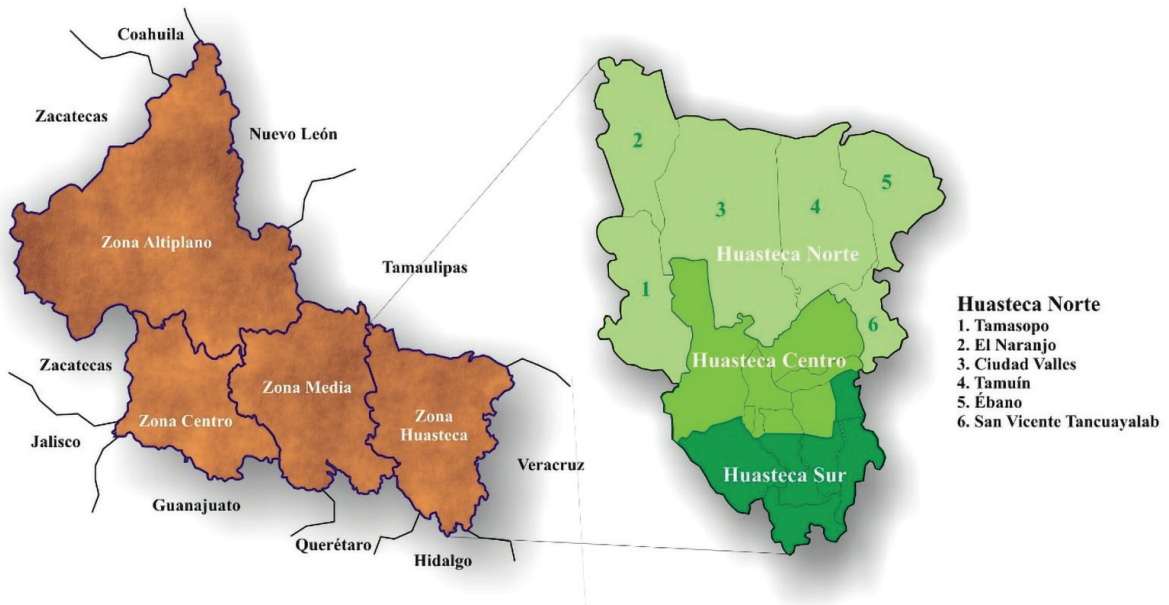 Coahuila
Zacatecas
Nuevo León
Zona Altiplano
Tamaulipas
Zacatecas
Zona Centro
Zona Media
Zona
Huasteca
Jalisco
Guanajuato
Querétaro
Hidalgo
Veracruz
2
3
4
5
Huasteca Norte
1
6
Huasteca Centro
Huasteca Sur
Huasteca Norte
1. Tamasopo
2. El Naranjo
3. Ciudad Valles
4. Tamuín
5. Ébano
6. San Vicente Tancuayalab